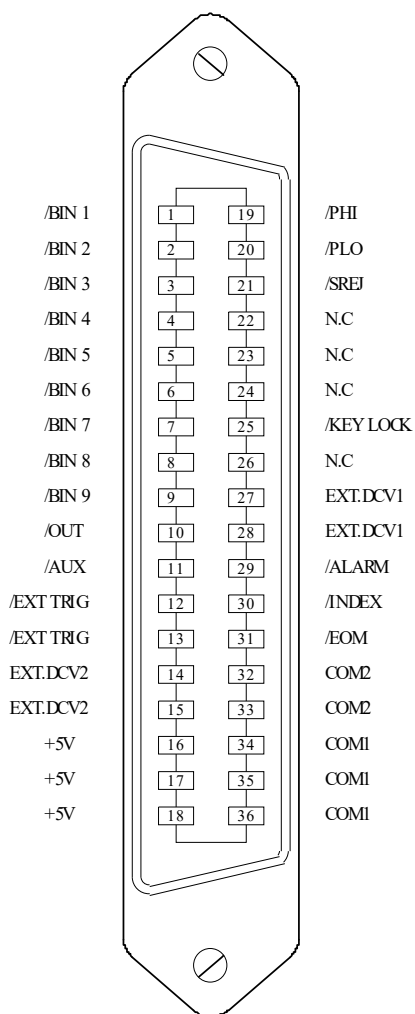 /BIN 1 1 19 /PHI
/BIN 2 2 20 /PLO
/BIN 3 3 21 /SREJ
/BIN 4 4 22 N.C
/BIN 5 5 23 N.C
/BIN 6 6 24 N.C
/BIN 7 7 25 /KEY LOCK
/BIN 8 8 26 N.C
/BIN 9 9 27 EXT.DCV1
/OUT 10 28 EXT.DCV1
/AUX 11 29 /ALARM
/EXT TRIG 12 30 /INDEX
/EXT TRIG 13 31 /EOM
EXT.DCV2 14 32 COM2
EXT.DCV2 15 33 COM2
+5V 16 34 COM1
+5V 17 35 COM1
+5V 18 36 COM1